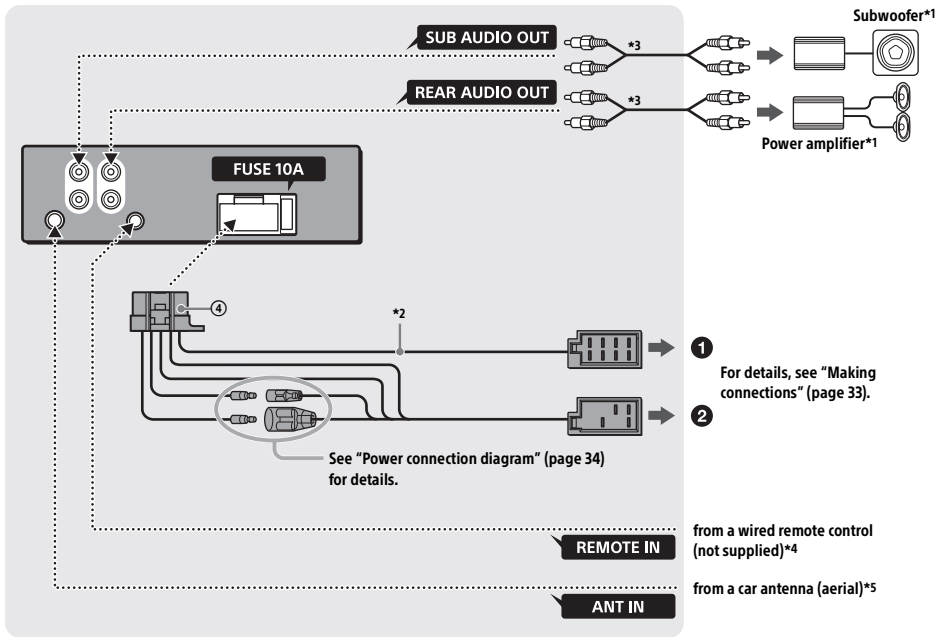 Subwoofer*1
SUB AUDIO OUT
*3
REAR AUDIO OUT
*3
Power amplifier*1
FUSE 10A
④
*2
❶
For details, see “Making
connections” (page 33).
❷
See “Power connection diagram” (page 34)
for details.
from a wired remote control
(not supplied)*4
REMOTE IN
from a car antenna (aerial)*5
ANT IN